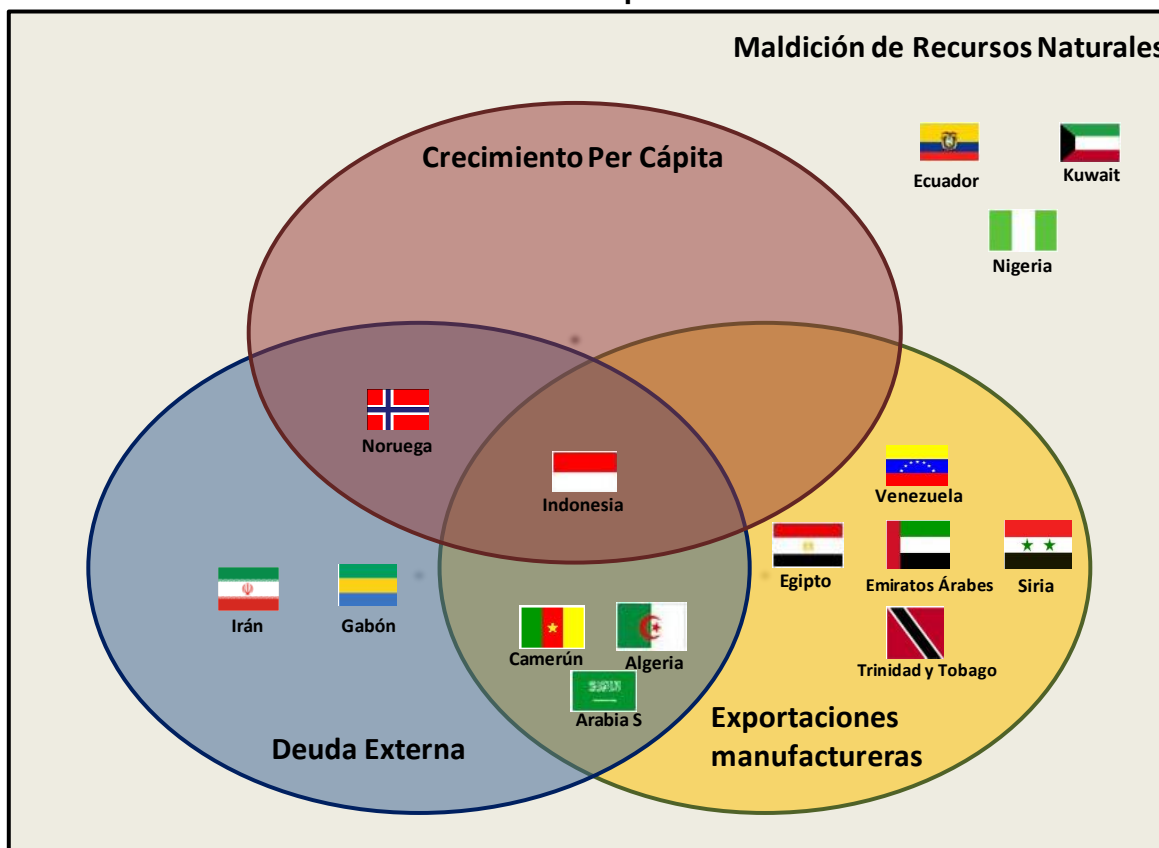 Maldición de Recursos Naturales
Crecimiento Per Cápita
Ecuador
Kuwait
Nigeria
Noruega
Indonesia
Venezuela
Egipto
Emiratos Árabes
Siria
Irán
Gabón
Camerún
Algeria
Trinidad y Tobago
Arabia S
Deuda Externa
Exportaciones
manufactureras